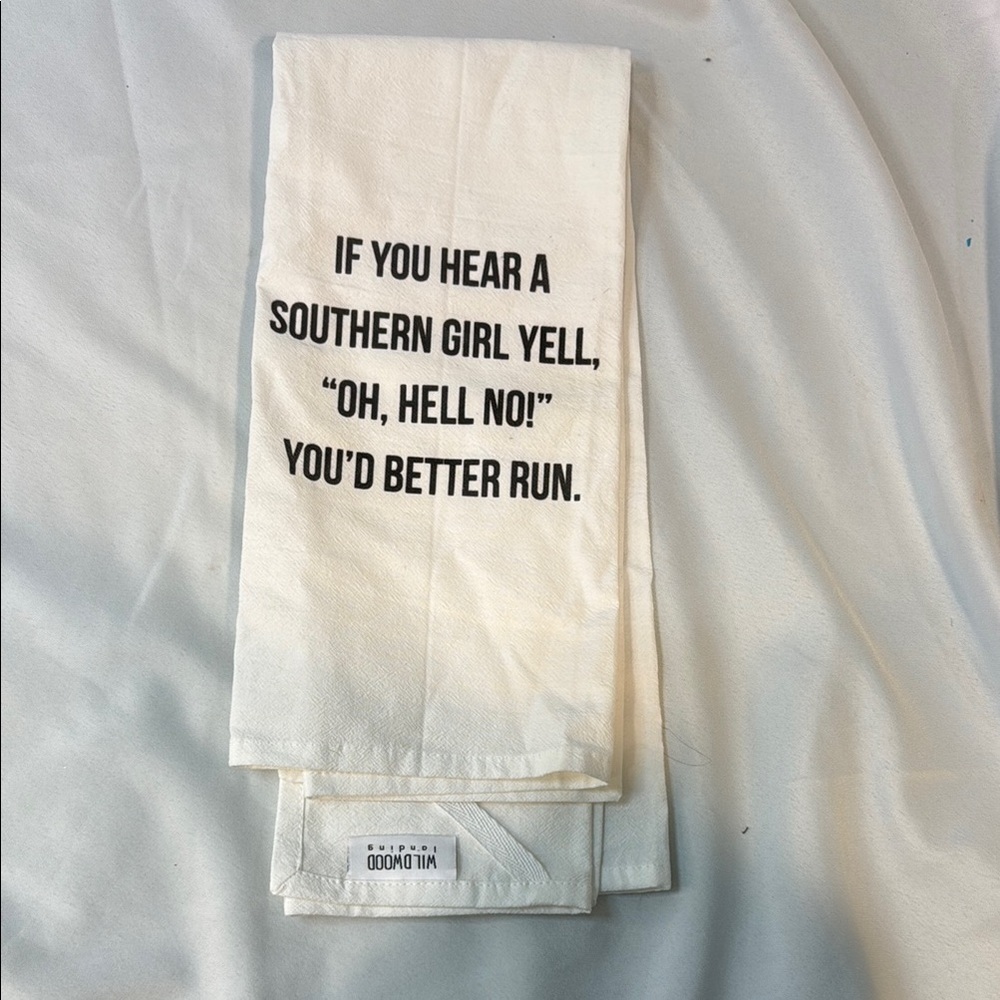 IF YOU HEAR A
SOUTHERN GIRL YELL,
“OH, HELL NO!”
YOU’D BETTER RUN.
WILDWOOD
landing